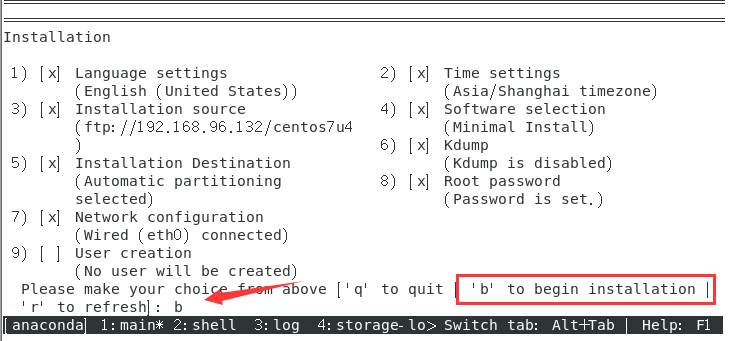 Installation
1) [x] Language settings 2) [x] Time settings
(English (United States)) (Asia/Shanghai timezone)
3) [x] Installation source 4) [x] Software selection
(ftp://192.168.96.132/centos7u4 (Minimal Install)
) 6) [x] Kdump
5) [x] Installation Destination (Kdump is disabled)
(Automatic partitioning 8) [x] Root password
selected) (Password is set.)
7) [x] Network configuration
(Wired (eth0) connected)
9) [ ] User creation
(No user will be created)
Please make your choice from above ['q' to quit | 'b' to begin installation |
'r' to refresh]: b
[anaconda] 1:main* 2:shell 3:log 4:storage-lo> Switch tab: Alt+Tab | Help: F1